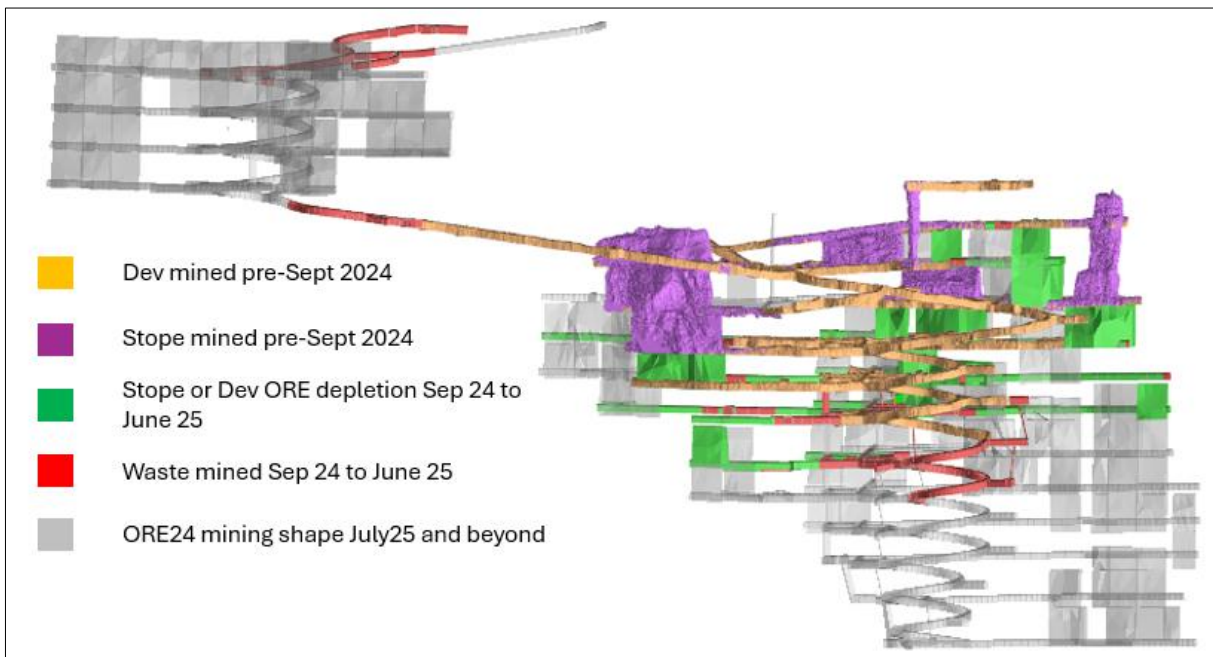 Dev mined pre-Sept 2024
Stope mined pre-Sept 2024
Stope or Dev ORE depletion Sep 24 to
June 25
Waste mined Sep 24 to June 25
ORE24 mining shape July25 and beyond